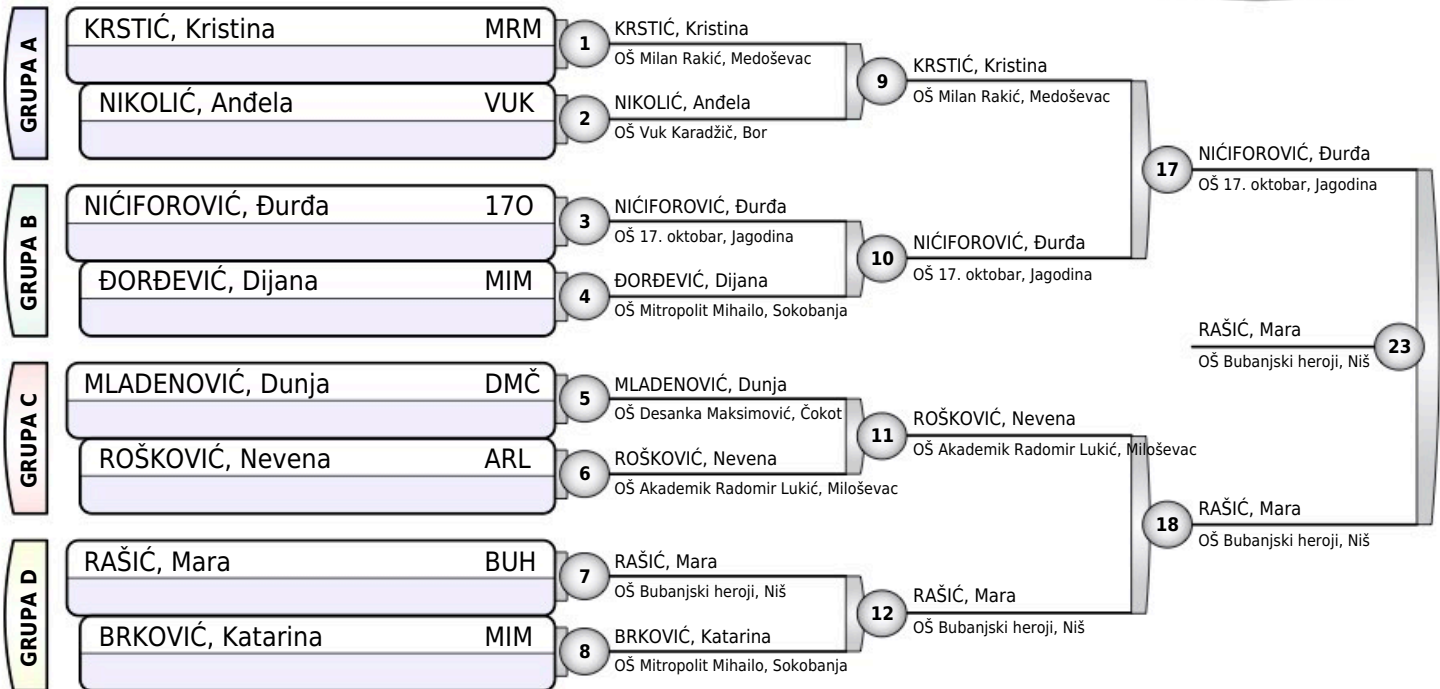 GRUPA A
KRSTIĆ, Kristina MRM
NIKOLIĆ, Anđela VUK
1
KRSTIĆ, Kristina
OŠ Milan Rakić, Medoševac
2
NIKOLIĆ, Anđela
OŠ Vuk Karadžič, Bor
9
KRSTIĆ, Kristina
OŠ Milan Rakić, Medoševac
GRUPA B
NIĆIFOROVIĆ, Đurđa 17O
ĐORĐEVIĆ, Dijana MIM
3
NIĆIFOROVIĆ, Đurđa
OŠ 17. oktobar, Jagodina
4
ĐORĐEVIĆ, Dijana
OŠ Mitropolit Mihailo, Sokobanja
10
NIĆIFOROVIĆ, Đurđa
OŠ 17. oktobar, Jagodina
17
NIĆIFOROVIĆ, Đurđa
OŠ 17. oktobar, Jagodina
GRUPA C
MLADENOVIĆ, Dunja DMČ
ROŠKOVIĆ, Nevena ARL
5
MLADENOVIĆ, Dunja
OŠ Desanka Maksimović, Čokot
6
ROŠKOVIĆ, Nevena
OŠ Akademik Radomir Lukić, Miloševac
11
ROŠKOVIĆ, Nevena
OŠ Akademik Radomir Lukić, Miloševac
GRUPA D
RAŠIĆ, Mara BUH
BRKOVIĆ, Katarina MIM
7
RAŠIĆ, Mara
OŠ Bubanjski heroji, Niš
8
BRKOVIĆ, Katarina
OŠ Mitropolit Mihailo, Sokobanja
12
RAŠIĆ, Mara
OŠ Bubanjski heroji, Niš
18
RAŠIĆ, Mara
OŠ Bubanjski heroji, Niš
RAŠIĆ, Mara
OŠ Bubanjski heroji, Niš
23